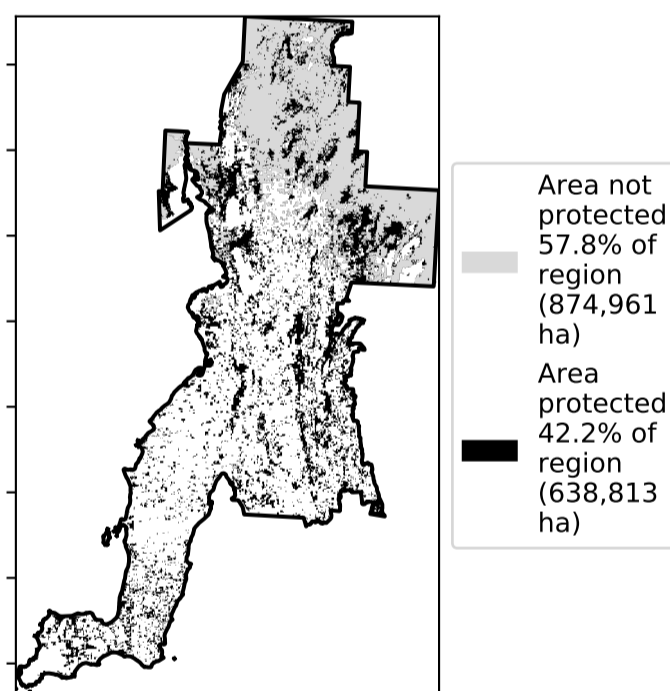 Area not
protected
57.8% of
region
(874,961
ha)
Area
protected
42.2% of
region
(638,813
ha)